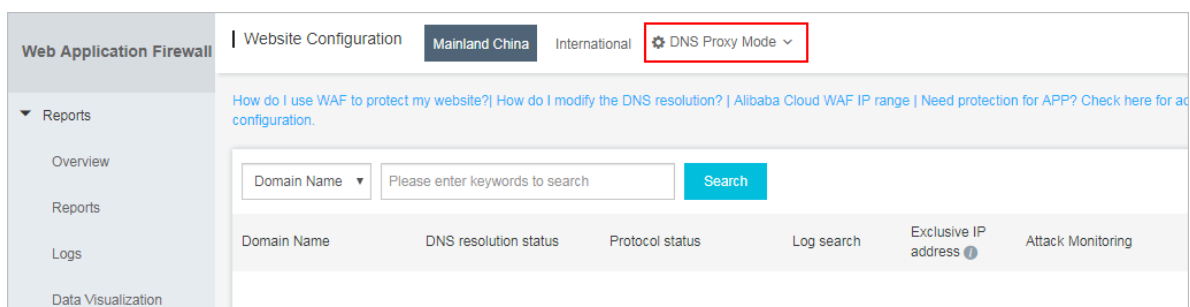 Web Application Firewall
Website Configuration
Mainland China
International
DNS Proxy Mode
How do I use WAF to protect my website?| How do I modify the DNS resolution? | Alibaba Cloud WAF IP range | Need protection for APP? Check here for
configuration.
Reports
Overview
Reports
Logs
Data Visualization
Domain Name
Please enter keywords to search
Search
Domain Name
DNS resolution status
Protocol status
Log search
Exclusive IP
address
Attack Monitoring